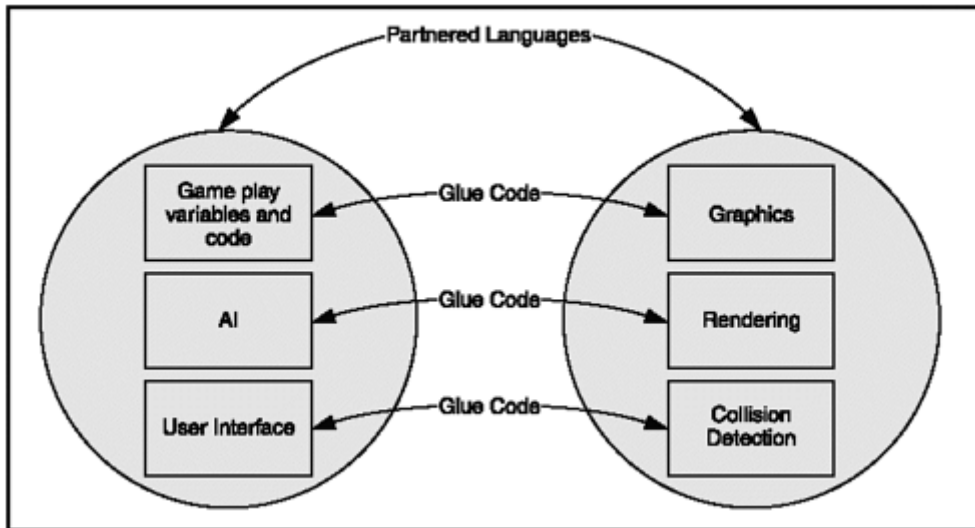 Partnered Languages
Game play
variables and
code
Glue Code
Graphics
AI
Glue Code
Rendering
User Interface
Glue Code
Collision
Detection